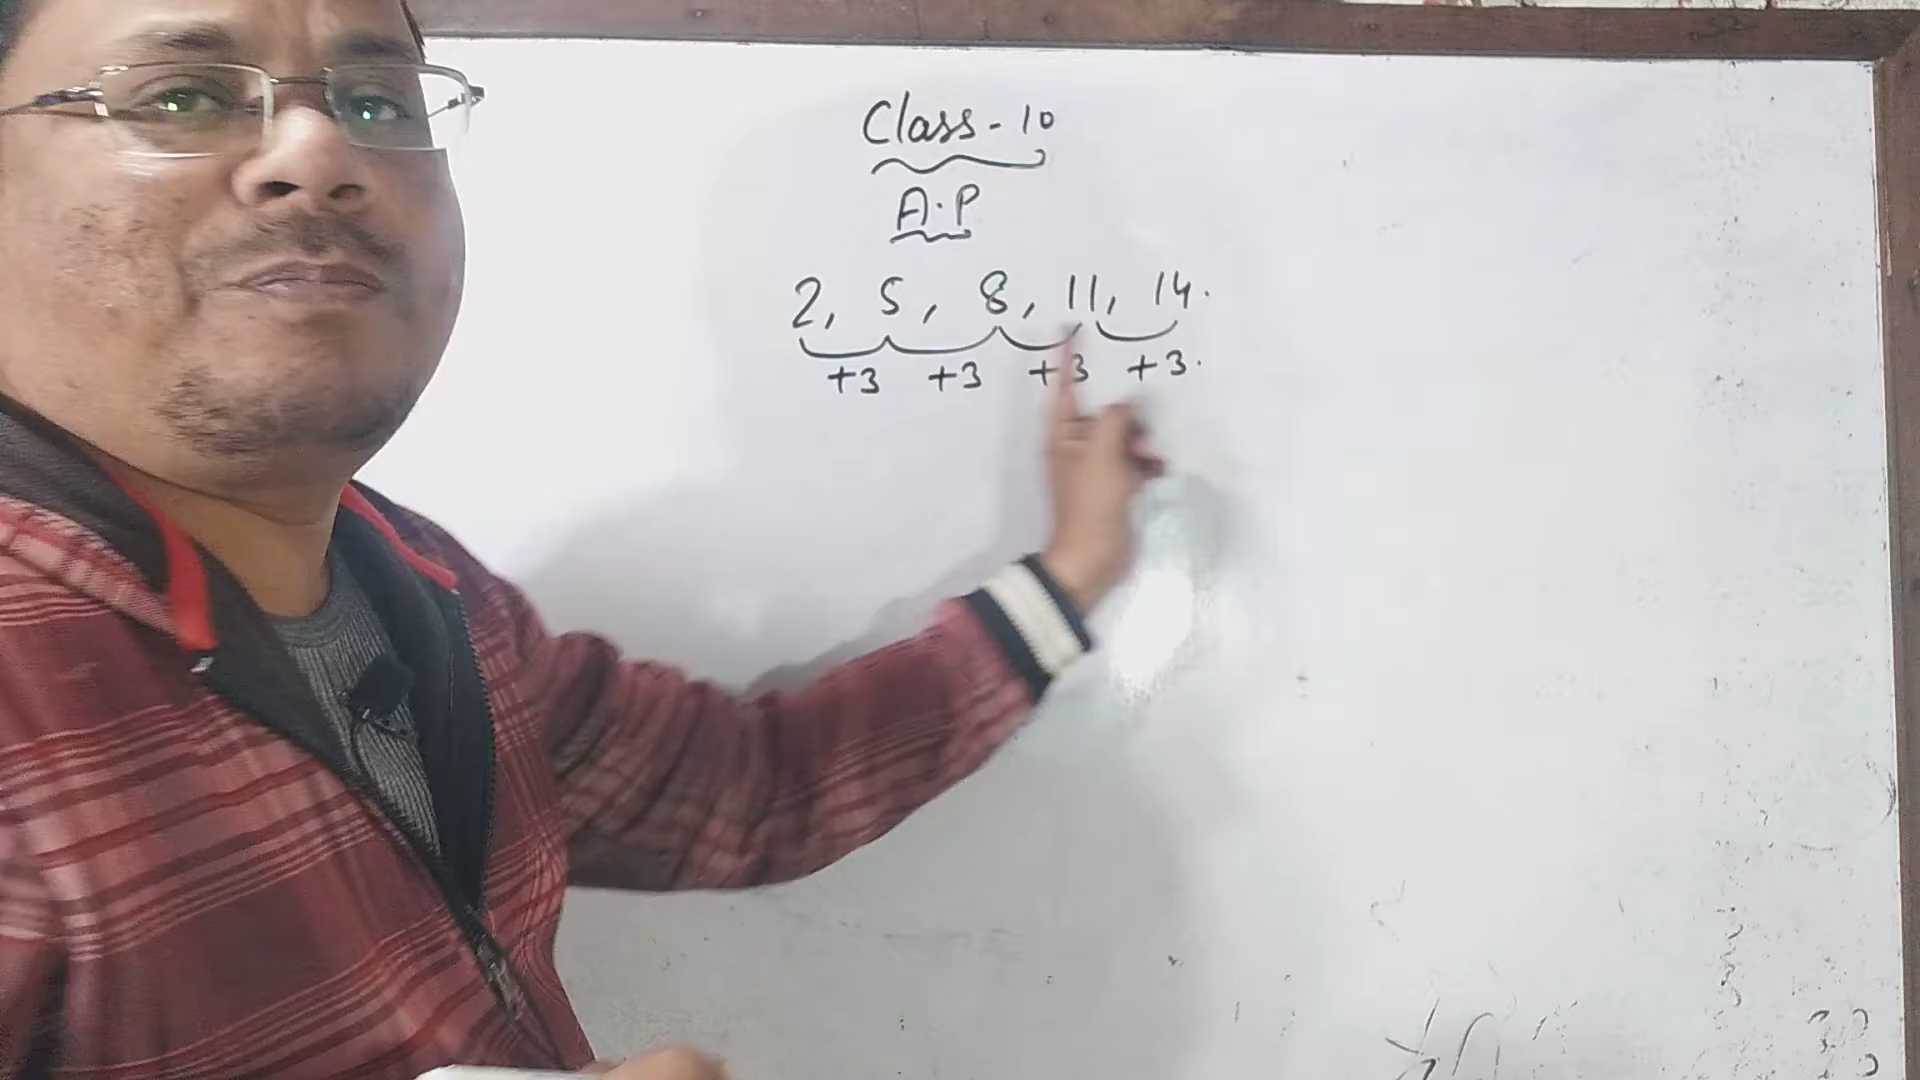 Class - 10
A.P
2, 5, 8, 11, 14.
+3 +3 +3 +3.